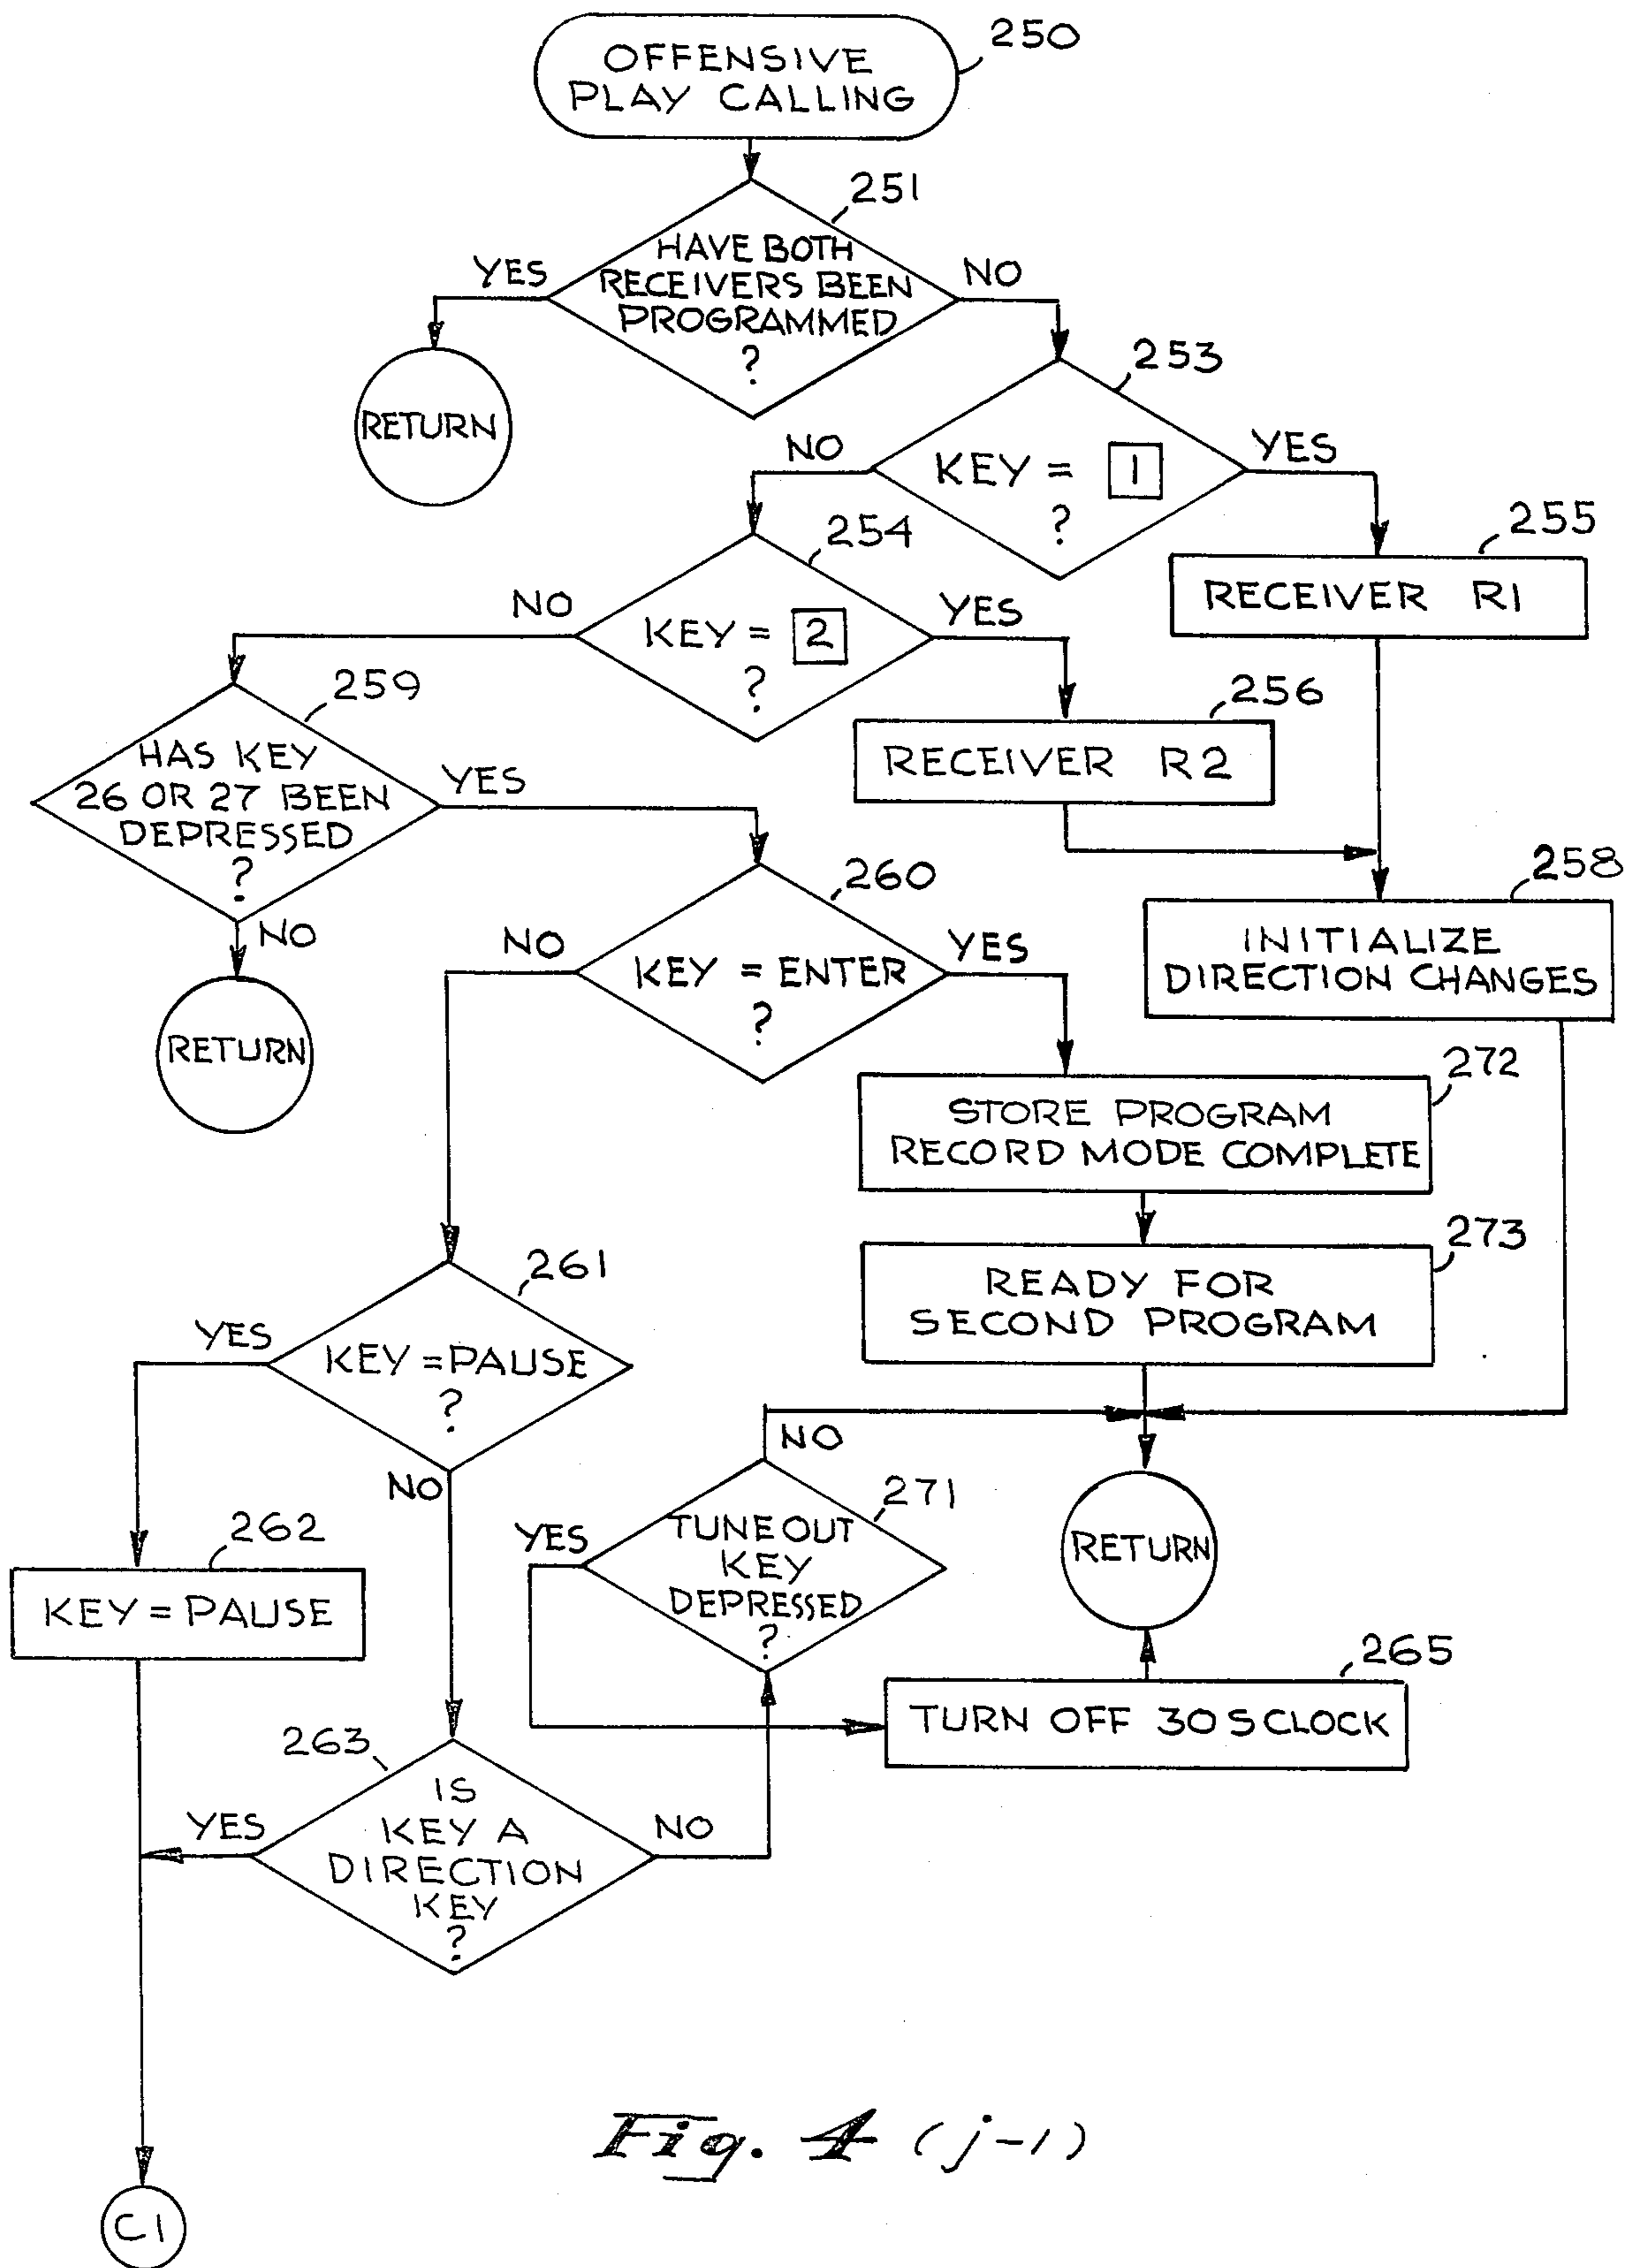 OFFENSIVE
PLAY CALLING
250
251
HAVE BOTH
RECEIVERS BEEN
PROGRAMMED
?
YES
NO
RETURN
253
KEY = 1
?
NO
YES
254
KEY = 2
?
NO
YES
255
RECEIVER R1
256
RECEIVER R2
259
HAS KEY
26 OR 27 BEEN
DEPRESSED
?
YES
NO
RETURN
258
INITIALIZE
DIRECTION CHANGES
260
KEY = ENTER
?
NO
YES
272
STORE PROGRAM
RECORD MODE COMPLETE
273
READY FOR
SECOND PROGRAM
261
KEY = PAUSE
?
YES
NO
262
KEY = PAUSE
271
TUNEOUT
KEY
DEPRESSED
?
NO
YES
RETURN
265
TURN OFF 30 S CLOCK
263
IS
KEY A
DIRECTION
KEY
?
YES
NO
C1
Fig. 4 (j-1)